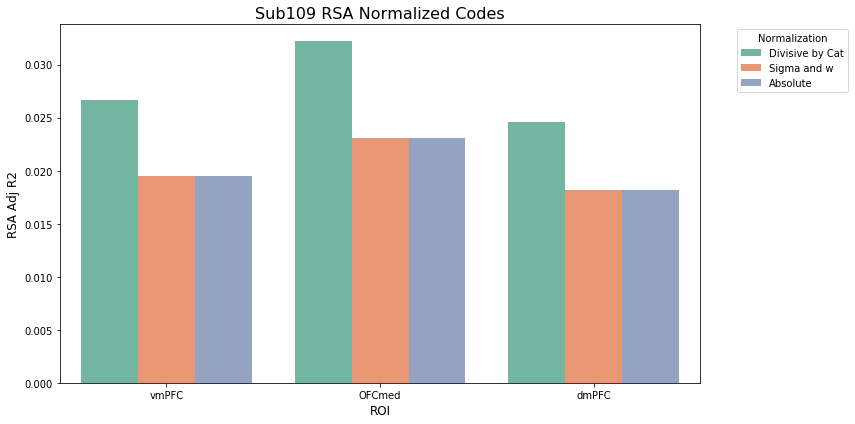 Sub109 RSA Normalized Codes
Normalization
Divisive by Cat
Sigma and w
Absolute
RSA Adj R2
0.030
0.025
0.020
0.015
0.010
0.005
0.000
vmPFC
OFCmed
dmPFC
ROI